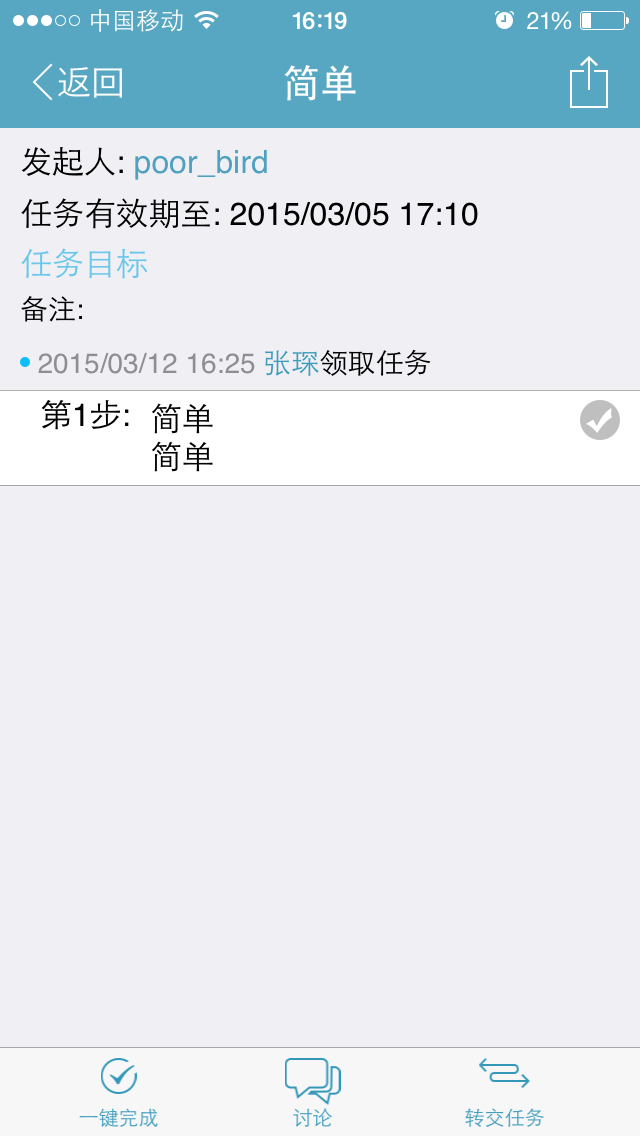 中国移动 16:19 21%
返回 简单
发起人: poor_bird
任务有效期至: 2015/03/05 17:10
任务目标
备注:
2015/03/12 16:25 张琛领取任务
第1步: 简单
简单
一键完成 讨论 转交任务